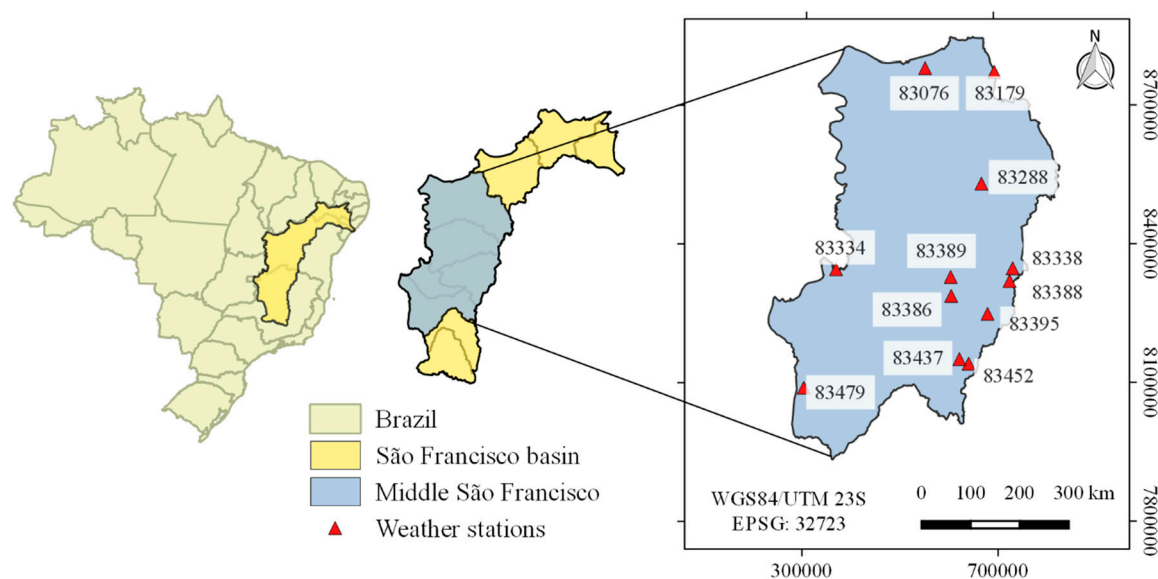 N
83076
83179
8700000
83288
8400000
83334
83389
83338
83388
83386
83395
83437
83452
8100000
83479
Brazil
São Francisco basin
Middle São Francisco
Weather stations
WGS84/UTM 23S
EPSG: 32723
0 100 200 300 km
7800000
300000 700000